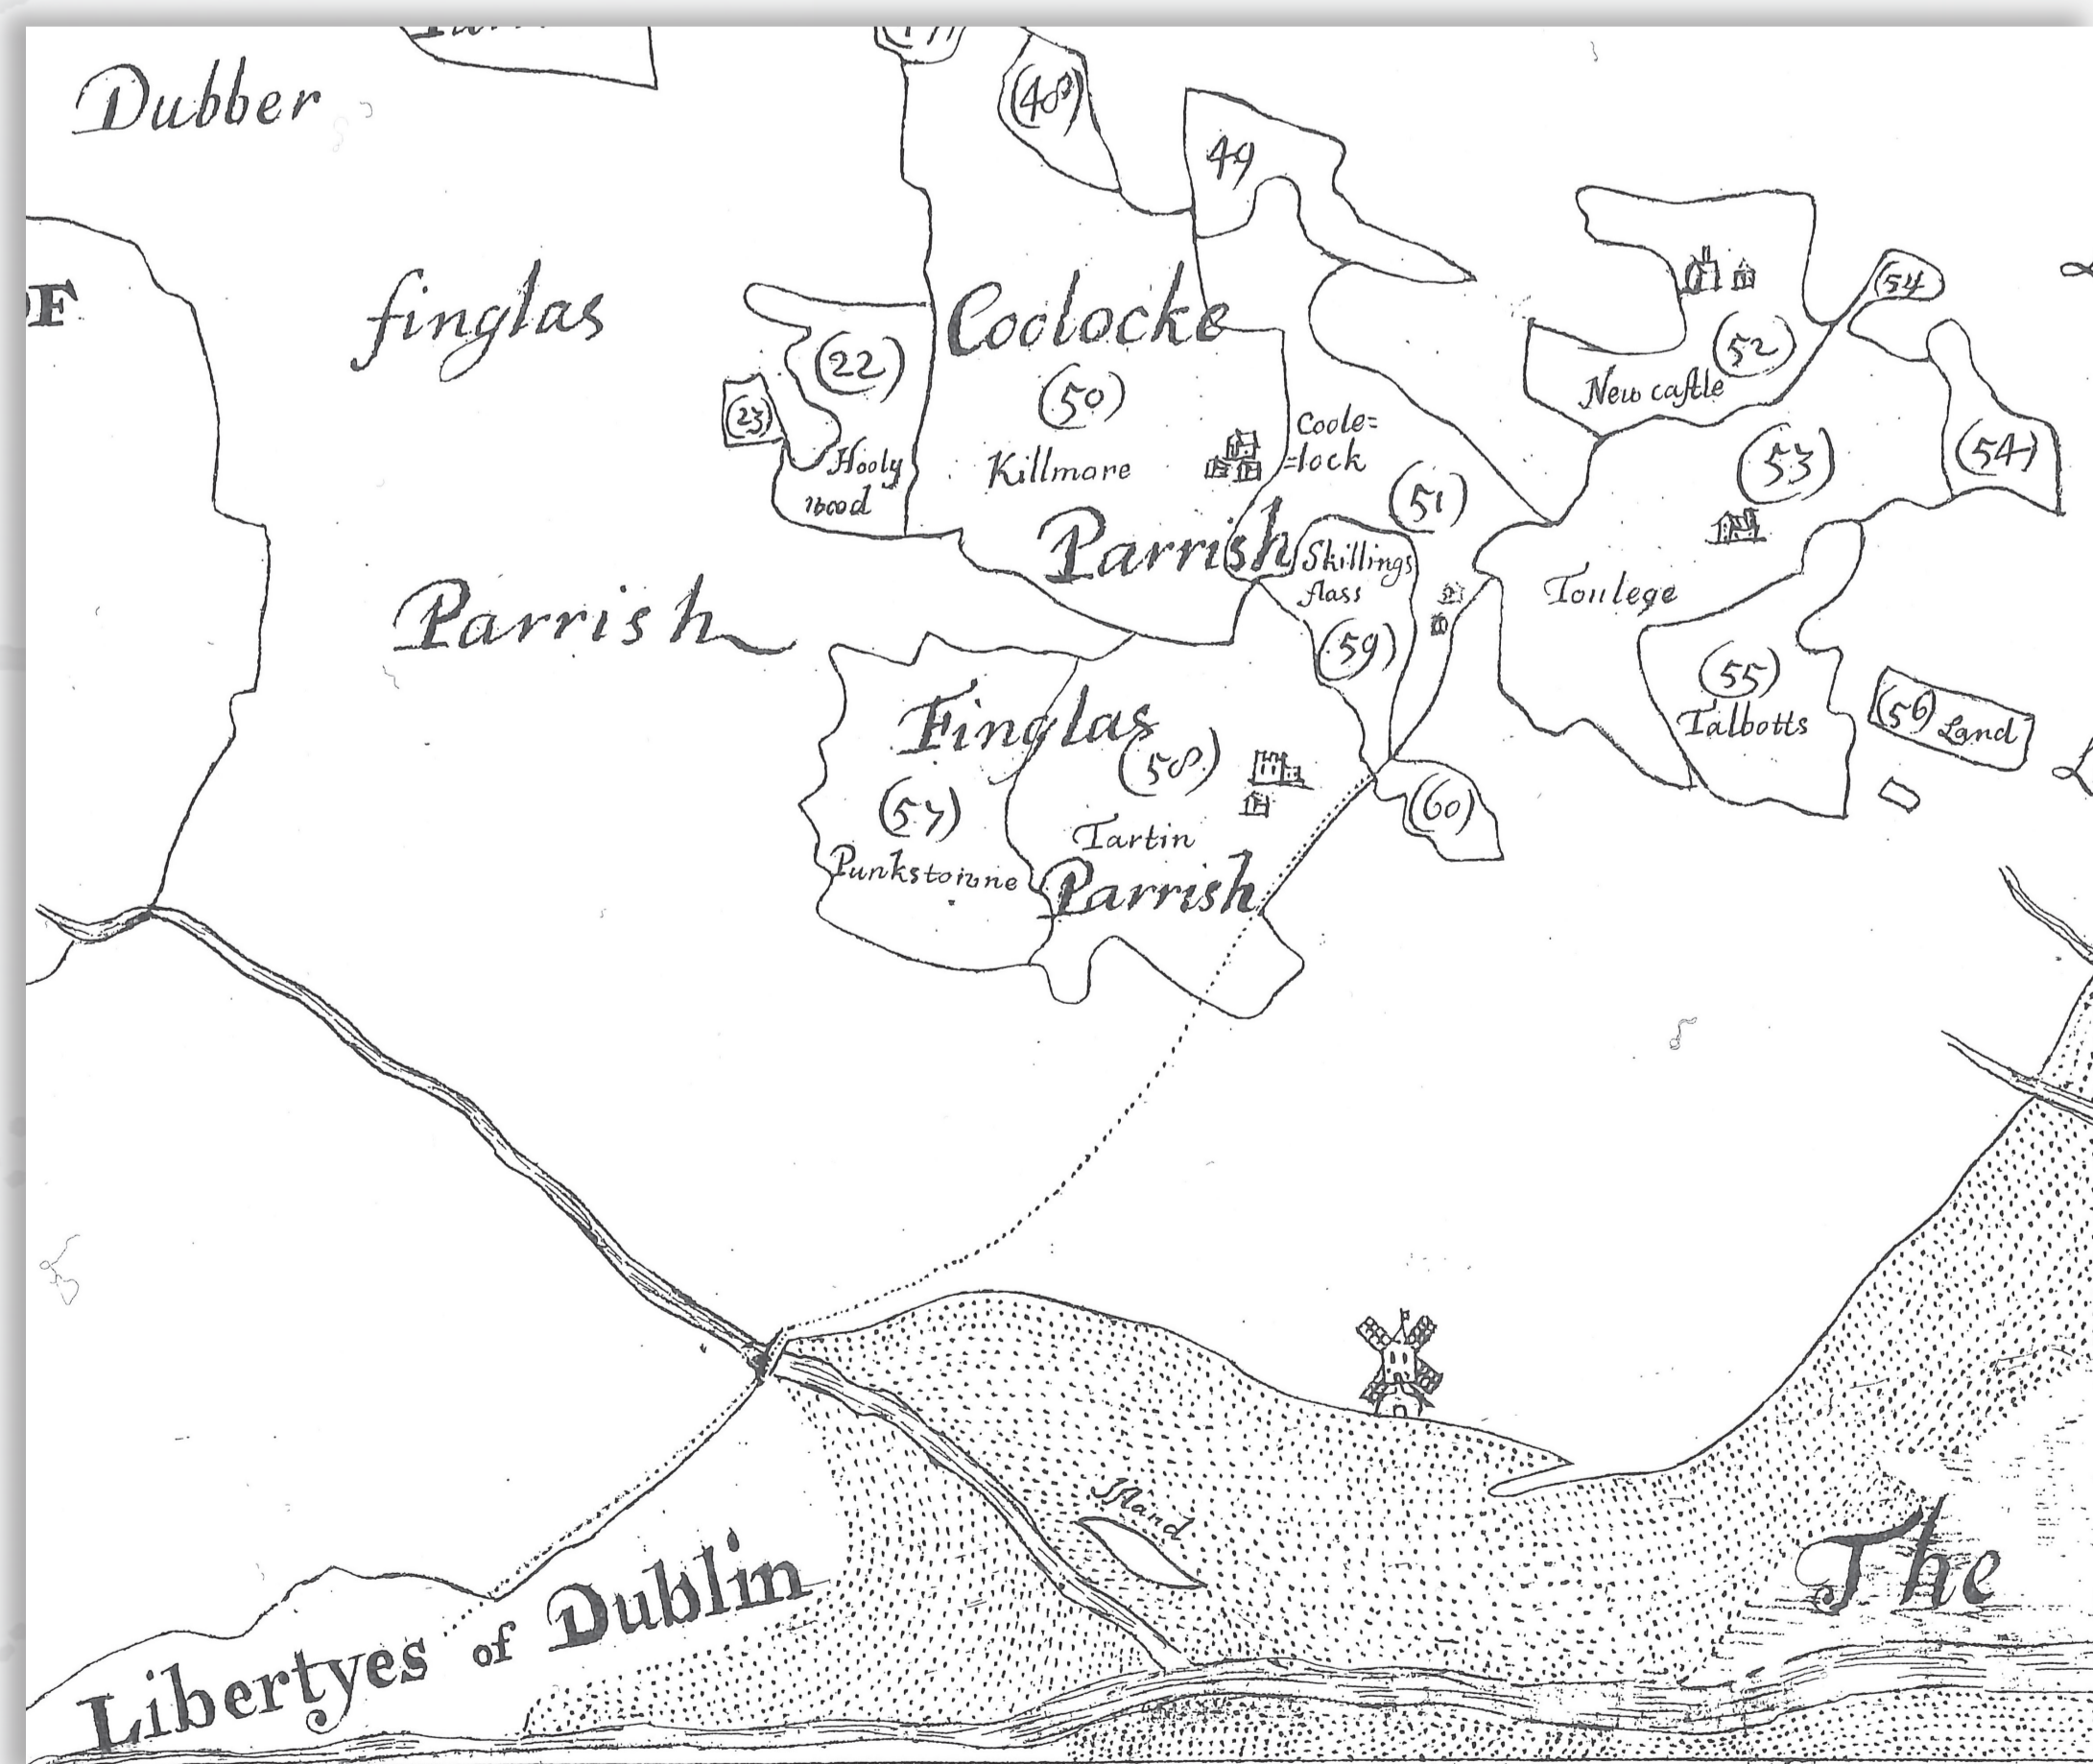 Dubber
(48)
49
OF
finglas
Coolocke
(54)
(22)
(50)
(52)
New castle
(23)
Coole=
=lock
Hooly
wood
Killmore
(51)
(53)
(54)
Parrish
Skillings
flass
Toulege
Parrish
(59)
(55)
Talbotts
(56) Land
Finglas
(58)
(57)
(60)
Tartin
Punkstowne
Parrish
Island
The
Libertyes of Dublin